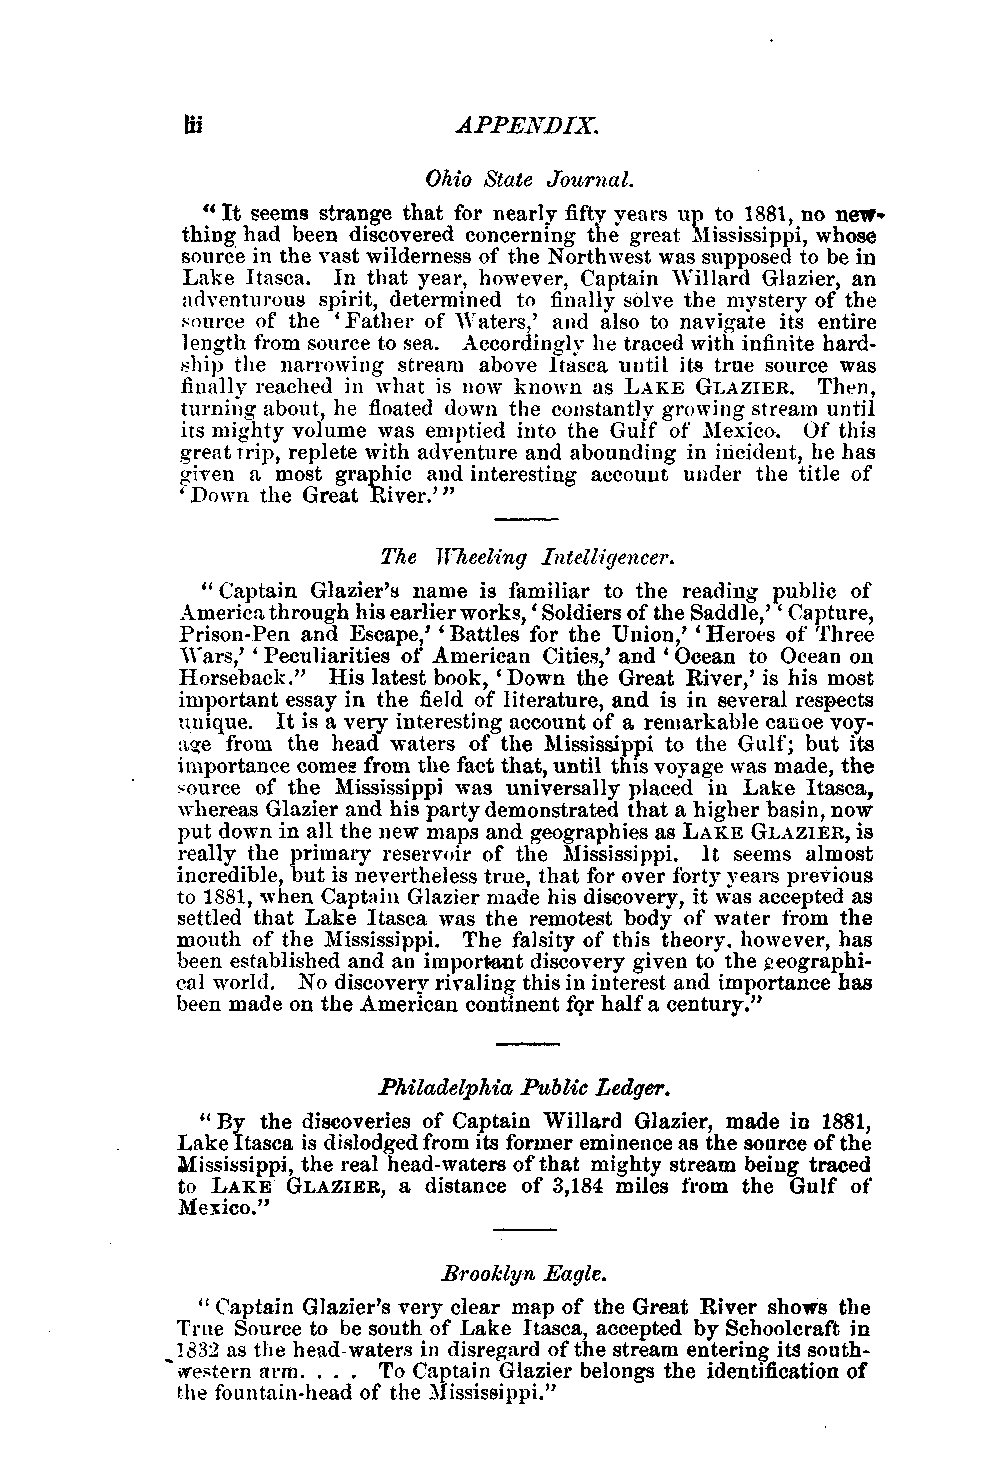 lii APPENDIX.
Ohio State Journal.
“It seems strange that for nearly fifty years up to 1881, no new-
thing had been discovered concerning the great Mississippi, whose
source in the vast wilderness of the Northwest was supposed to be in
Lake Itasca. In that year, however, Captain Willard Glazier, an
adventurous spirit, determined to finally solve the mystery of the
source of the ‘Father of Waters,’ and also to navigate its entire
length from source to sea. Accordingly he traced with infinite hard-
ship the narrowing stream above Itasca until its true source was
finally reached in what is now known as LAKE GLAZIER. Then,
turning about, he floated down the constantly growing stream until
its mighty volume was emptied into the Gulf of Mexico. Of this
great trip, replete with adventure and abounding in incident, he has
given a most graphic and interesting account under the title of
‘Down the Great River.’”
The Wheeling Intelligencer.
“Captain Glazier's name is familiar to the reading public of
America through his earlier works, ‘Soldiers of the Saddle,’ ‘Capture,
Prison-Pen and Escape,’ ‘Battles for the Union,’ ‘Heroes of Three
Wars,’ ‘Peculiarities of American Cities,’ and ‘Ocean to Ocean on
Horseback.” His latest book, ‘Down the Great River,’ is his most
important essay in the field of literature, and is in several respects
unique. It is a very interesting account of a remarkable canoe voy-
age from the head waters of the Mississippi to the Gulf; but its
importance comes from the fact that, until this voyage was made, the
source of the Mississippi was universally placed in Lake Itasca,
whereas Glazier and his party demonstrated that a higher basin, now
put down in all the new maps and geographies as LAKE GLAZIER, is
really the primary reservoir of the Mississippi. It seems almost
incredible, but is nevertheless true, that for over forty years previous
to 1881, when Captain Glazier made his discovery, it was accepted as
settled that Lake Itasca was the remotest body of water from the
mouth of the Mississippi. The falsity of this theory, however, has
been established and an important discovery given to the geographi-
cal world. No discovery rivaling this in interest and importance has
been made on the American continent for half a century.”
Philadelphia Public Ledger.
“By the discoveries of Captain Willard Glazier, made in 1881,
Lake Itasca is dislodged from its former eminence as the source of the
Mississippi, the real head-waters of that mighty stream being traced
to LAKE GLAZIER, a distance of 3,184 miles from the Gulf of
Mexico.”
Brooklyn Eagle.
“Captain Glazier's very clear map of the Great River shows the
True Source to be south of Lake Itasca, accepted by Schoolcraft in
1832 as the head-waters in disregard of the stream entering its south-
western arm. . . . To Captain Glazier belongs the identification of
the fountain-head of the Mississippi.”